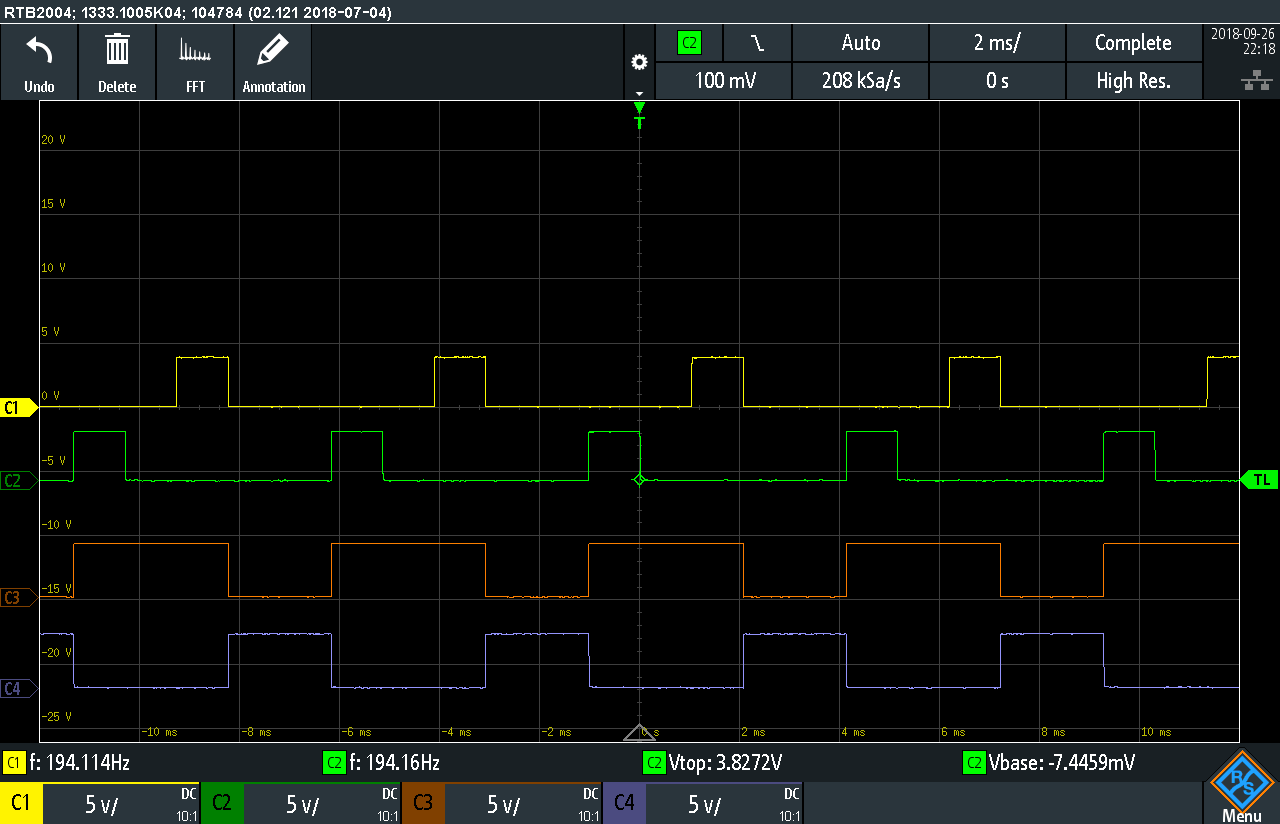 RTB2004; 1333.1005K04; 104784 (02.121 2018-07-04)
Undo
Delete
FFT
Annotation
C2
Auto
2 ms/
Complete
100 mV
208 kSa/s
0 s
High Res.
2018-09-26
22:18
T
20 V
15 V
10 V
5 V
0 V
C1
-5 V
C2
TL
-10 V
-15 V
C3
-20 V
C4
-25 V
-10 ms
-8 ms
-6 ms
-4 ms
-2 ms
0 s
2 ms
4 ms
6 ms
8 ms
10 ms
C1 f: 194.114Hz
C2 f: 194.16Hz
C2 Vtop: 3.8272V
C2 Vbase: -7.4459mV
C1 5 V/ DC 10:1
C2 5 V/ DC 10:1
C3 5 V/ DC 10:1
C4 5 V/ DC 10:1
R S
Menu